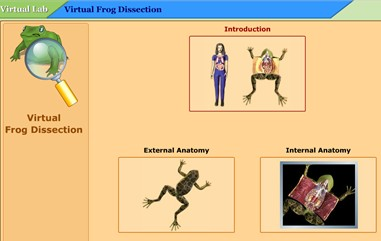 Virtual Lab
Virtual Frog Dissection
Introduction
Virtual
Frog Dissection
External Anatomy
Internal Anatomy